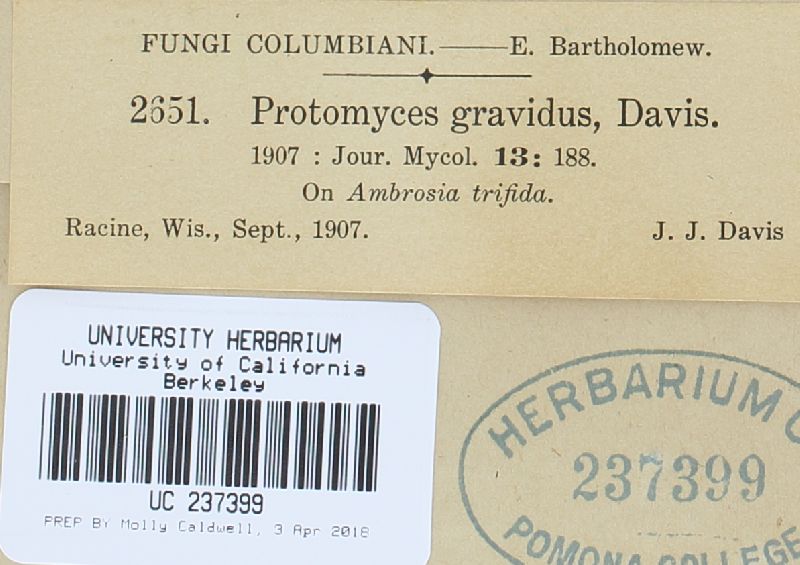 FUNGI COLUMBIANI.——E. Bartholomew.
2651. Protomyces gravidus, Davis.
1907 : Jour. Mycol. 13: 188.
On Ambrosia trifida.
Racine, Wis., Sept., 1907. J. J. Davis
UNIVERSITY HERBARIUM
University of California
Berkeley
UC 237399
PREP BY Molly Caldwell, 3 Apr 2018
HERBARIUM
237399
POMONA COLLEGE